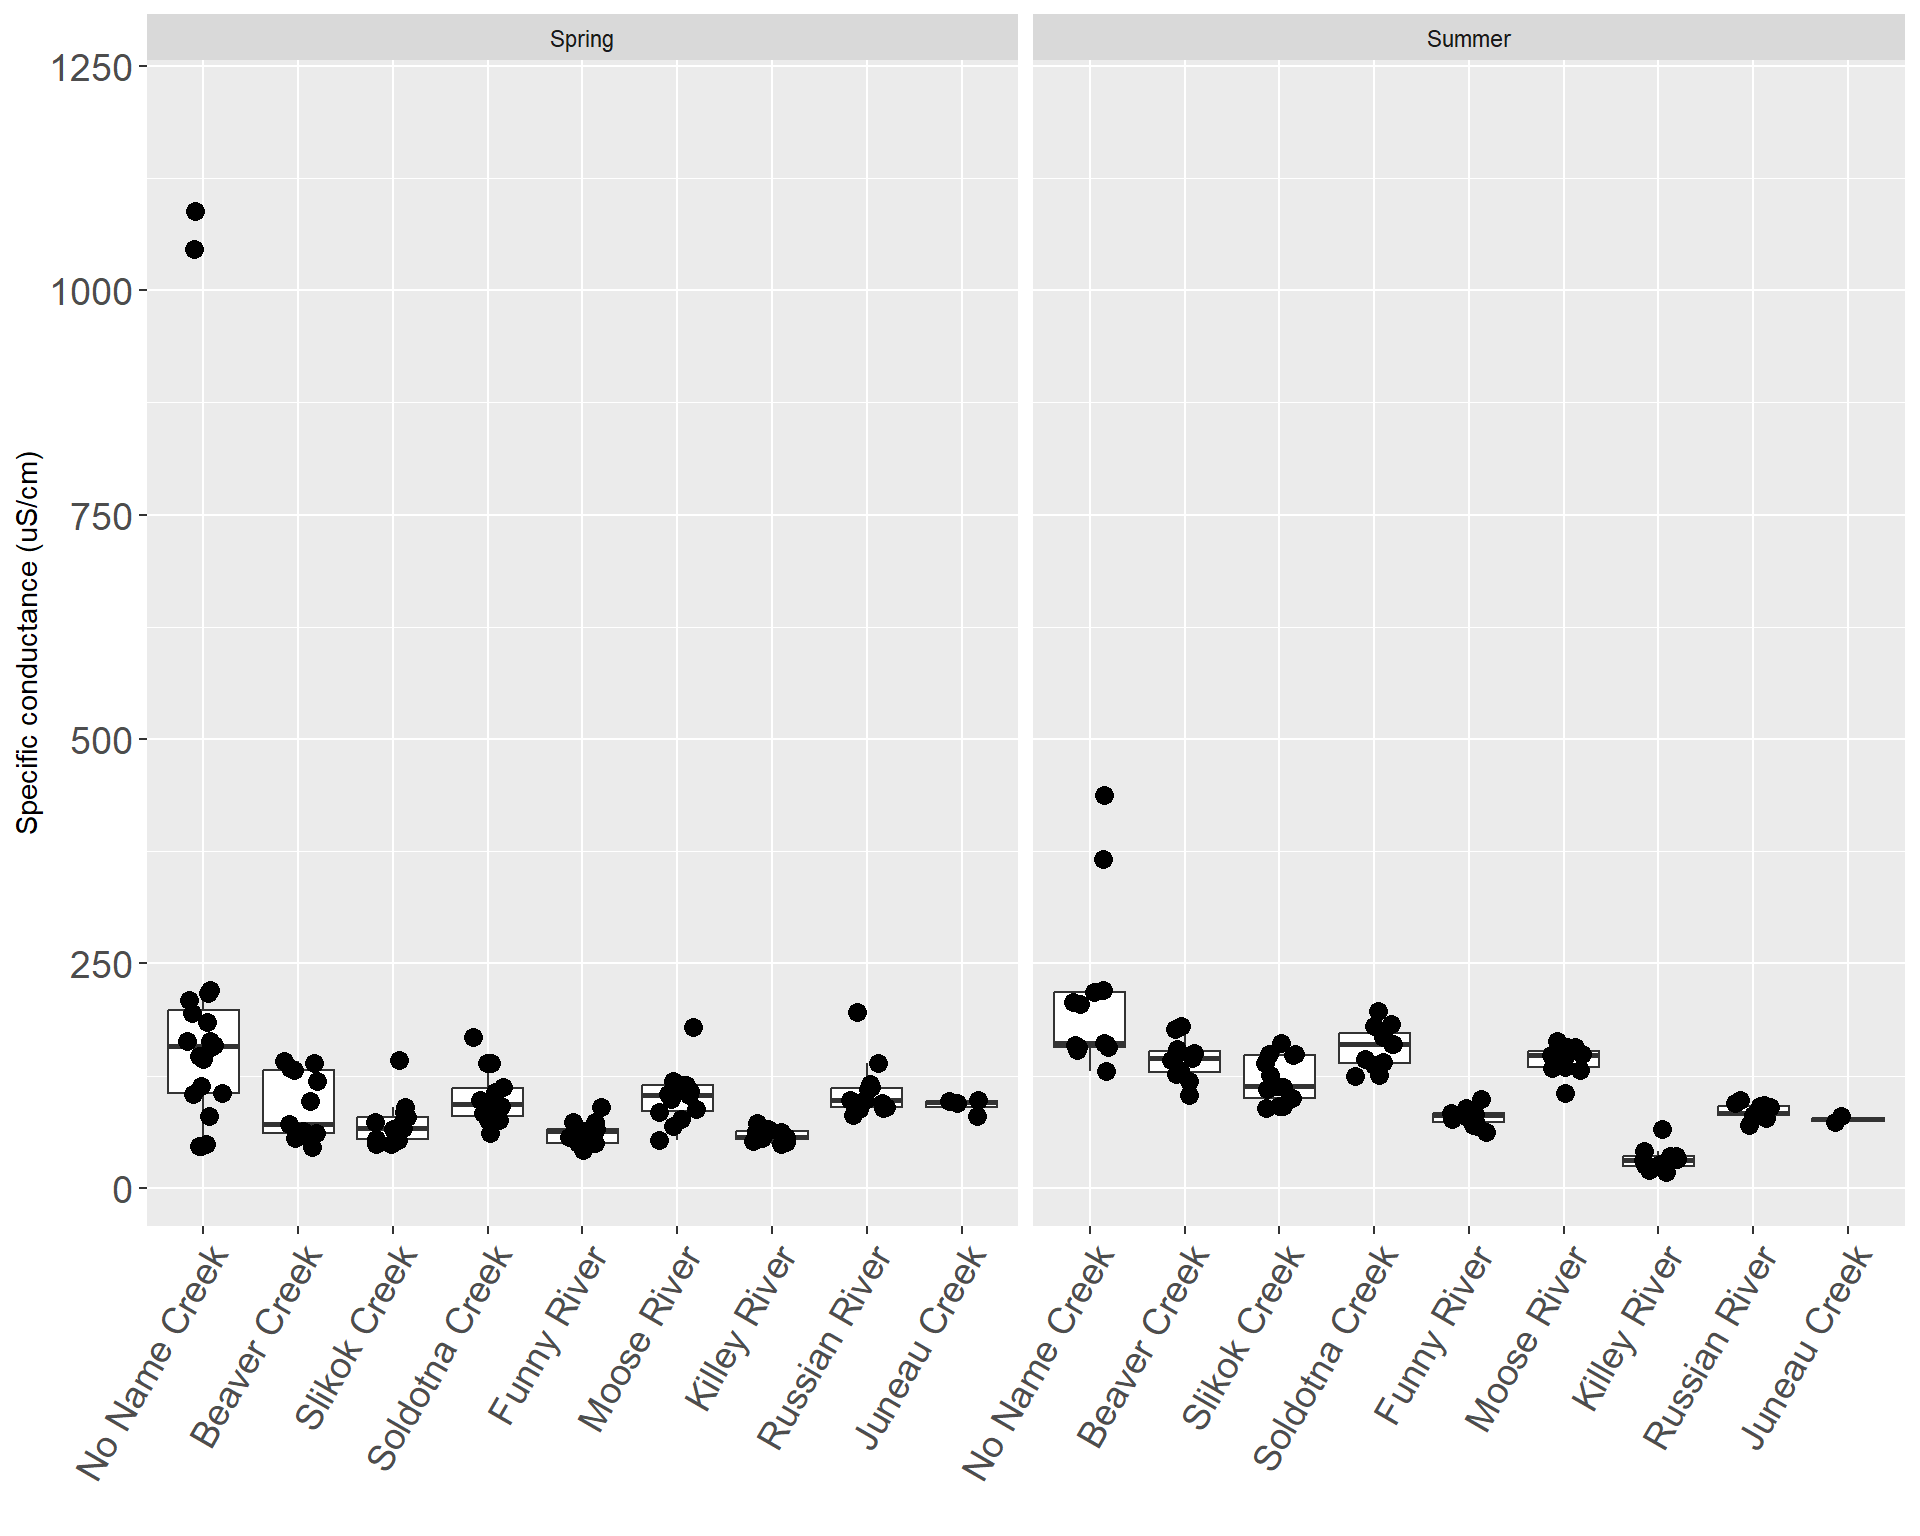 Spring
Summer
Specific conductance (uS/cm)
1250
1000
750
500
250
0
No Name Creek
Beaver Creek
Slikok Creek
Soldotna Creek
Funny River
Moose River
Killey River
Russian River
Juneau Creek
No Name Creek
Beaver Creek
Slikok Creek
Soldotna Creek
Funny River
Moose River
Killey River
Russian River
Juneau Creek